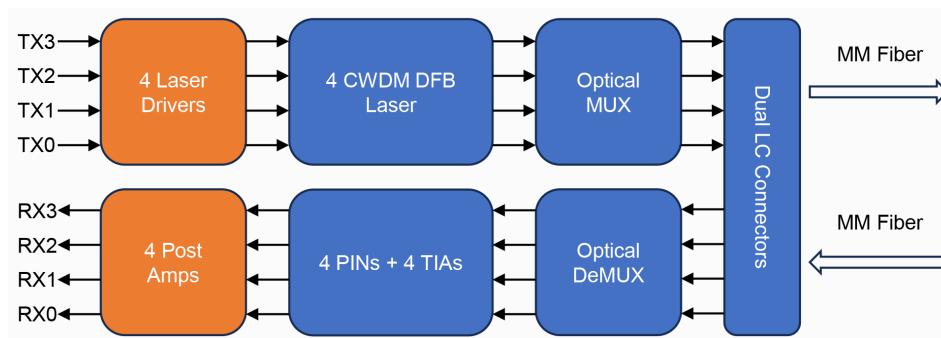 TX3
TX2
TX1
TX0
4 Laser
Drivers
4 CWDM DFB
Laser
Optical
MUX
Dual LC Connectors
MM Fiber
RX3
RX2
RX1
RX0
4 Post
Amps
4 PINs + 4 TIAs
Optical
DeMUX
MM Fiber